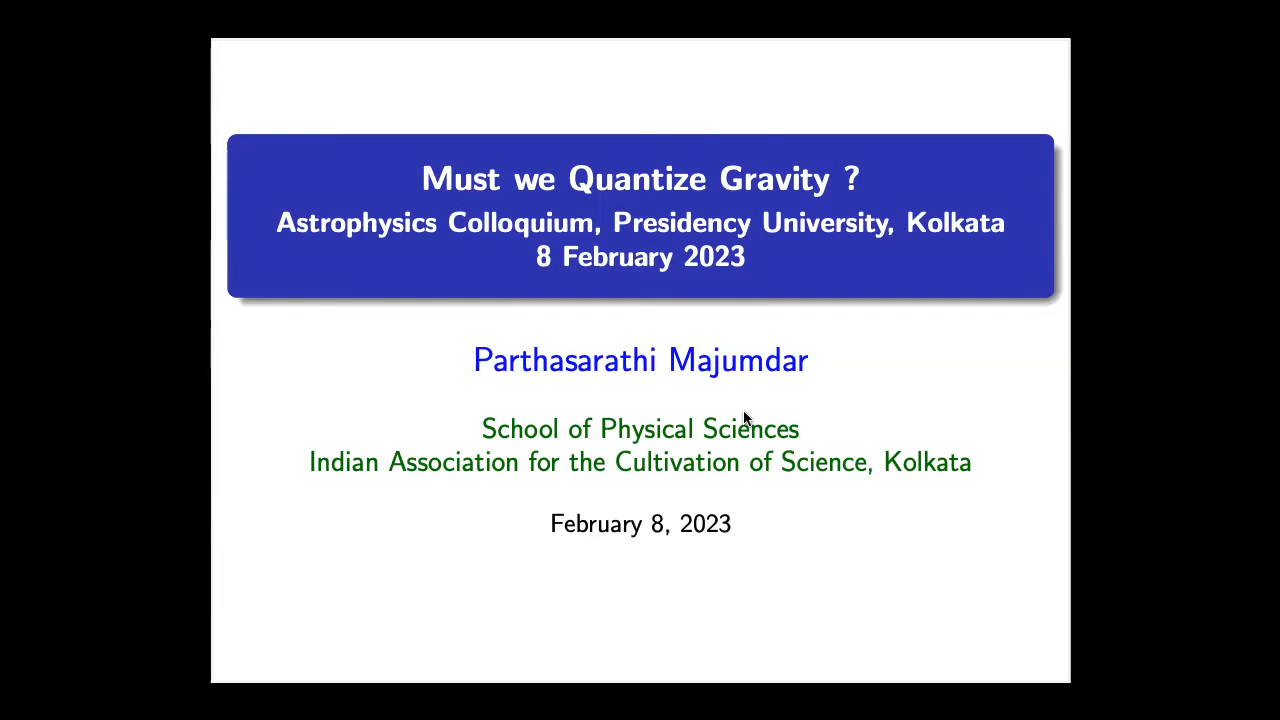 Must we Quantize Gravity ?
Astrophysics Colloquium, Presidency University, Kolkata
8 February 2023
Parthasarathi Majumdar
School of Physical Sciences
Indian Association for the Cultivation of Science, Kolkata
February 8, 2023